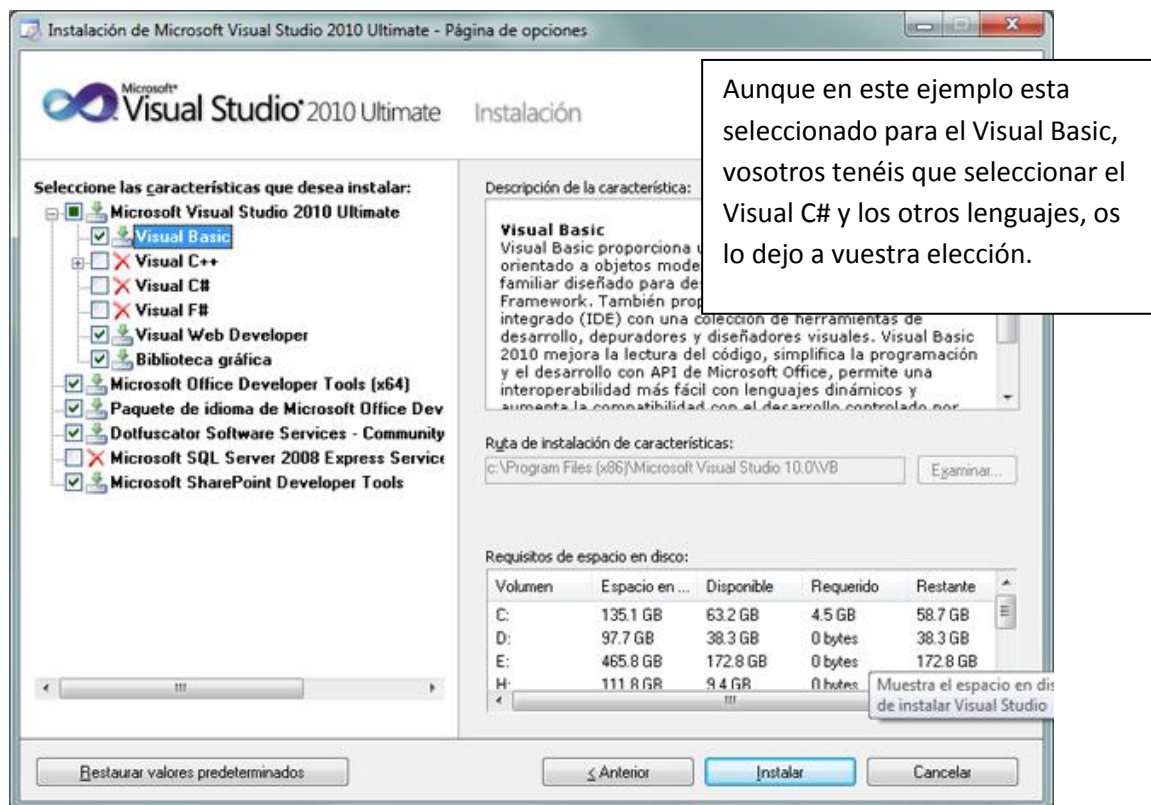 Instalación de Microsoft Visual Studio 2010 Ultimate - Página de opciones
Microsoft®
Visual Studio® 2010 Ultimate
Instalación
Aunque en este ejemplo esta
seleccionado para el Visual Basic,
vosotros tenéis que seleccionar el
Visual C# y los otros lenguajes, os
lo dejo a vuestra elección.
Seleccione las características que desea instalar:
Microsoft Visual Studio 2010 Ultimate
Visual Basic
Visual C++
Visual C#
Visual F#
Visual Web Developer
Biblioteca gráfica
Microsoft Office Developer Tools (x64)
Paquete de idioma de Microsoft Office Dev
Dotfuscator Software Services - Community
Microsoft SQL Server 2008 Express Service
Microsoft SharePoint Developer Tools
Descripción de la característica:
Visual Basic
Visual Basic proporciona
orientado a objetos mode
familiar diseñado para de
Framework. También prop
integrado (IDE) con una colección de herramientas de
desarrollo, depuradores y diseñadores visuales. Visual Basic
2010 mejora la lectura del código, simplifica la programación
y el desarrollo con API de Microsoft Office, permite una
interoperabilidad más fácil con lenguajes dinámicos y
aumenta la compatibilidad con el desarrollo controlado por
Ruta de instalación de características:
c:\Program Files (x86)\Microsoft Visual Studio 10.0\VB
Examinar...
Requisitos de espacio en disco:
Volumen Espacio en ... Disponible Requerido Restante
C: 135.1 GB 63.2 GB 4.5 GB 58.7 GB
D: 97.7 GB 38.3 GB 0 bytes 38.3 GB
E: 465.8 GB 172.8 GB 0 bytes 172.8 GB
H: 111.8 GB 9.4 GB 0 bytes
Muestra el espacio en dis
de instalar Visual Studio
Restaurar valores predeterminados
< Anterior
Instalar
Cancelar